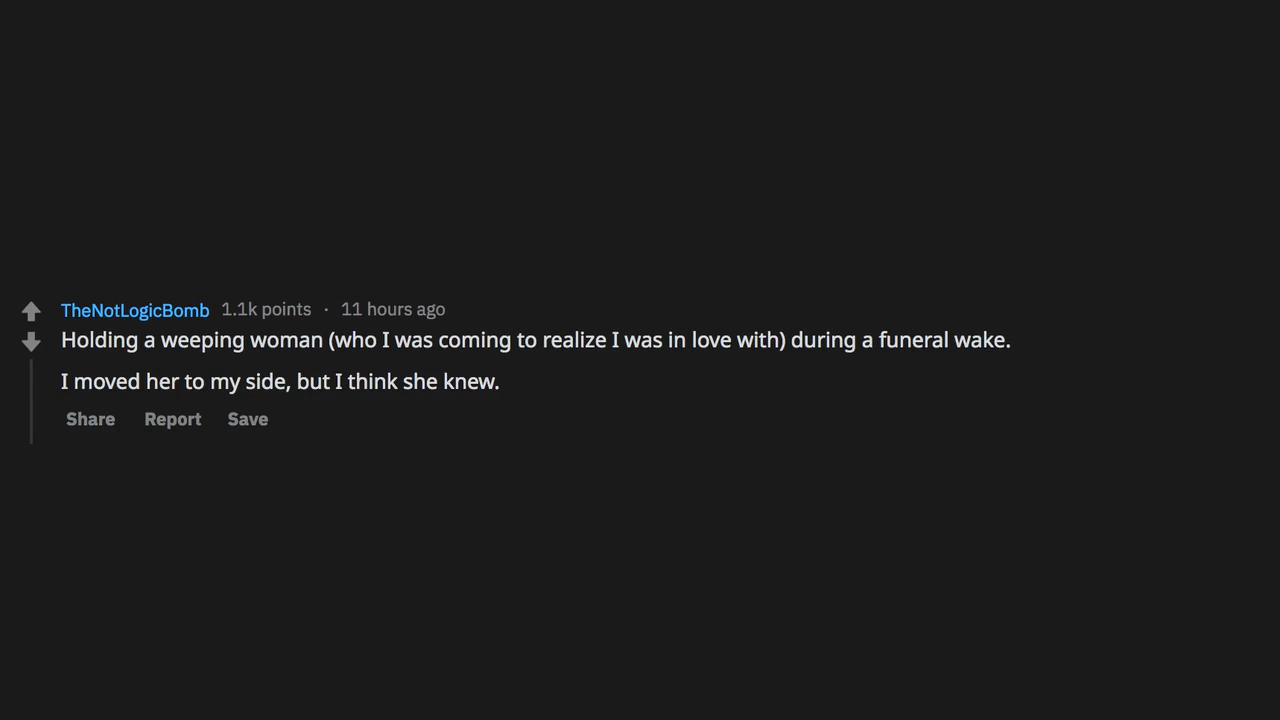 TheNotLogicBomb 1.1k points · 11 hours ago
Holding a weeping woman (who I was coming to realize I was in love with) during a funeral wake.
I moved her to my side, but I think she knew.
Share Report Save